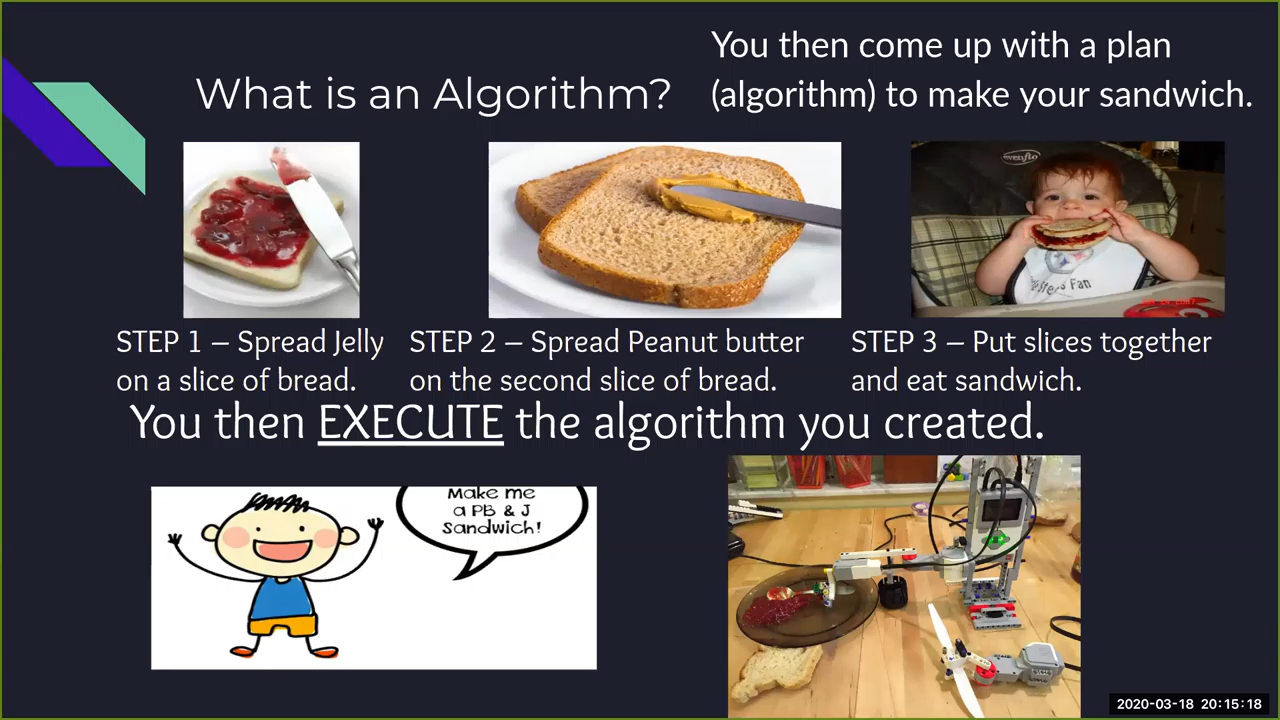 You then come up with a plan
(algorithm) to make your sandwich.
What is an Algorithm?
evenflo
STEP 1 – Spread Jelly
on a slice of bread.
STEP 2 – Spread Peanut butter
on the second slice of bread.
STEP 3 – Put slices together
and eat sandwich.
You then EXECUTE the algorithm you created.
Make me
a PB & J
sandwich!
2020-03-18 20:15:18